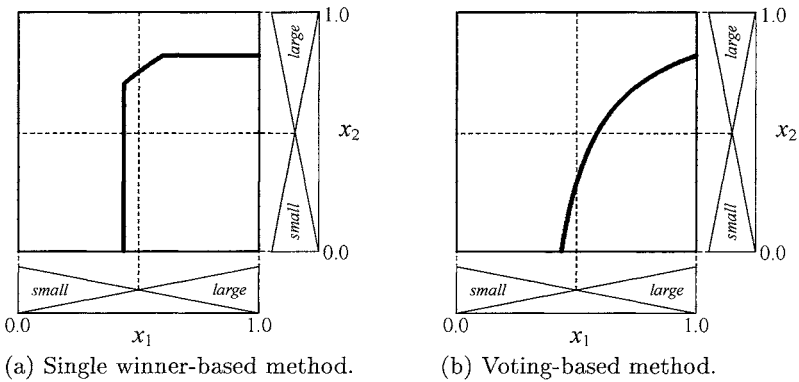 1.0
large
x2
small
0.0
small
large
0.0
x1
1.0
(a) Single winner-based method.
1.0
large
x2
small
0.0
small
large
0.0
x1
1.0
(b) Voting-based method.